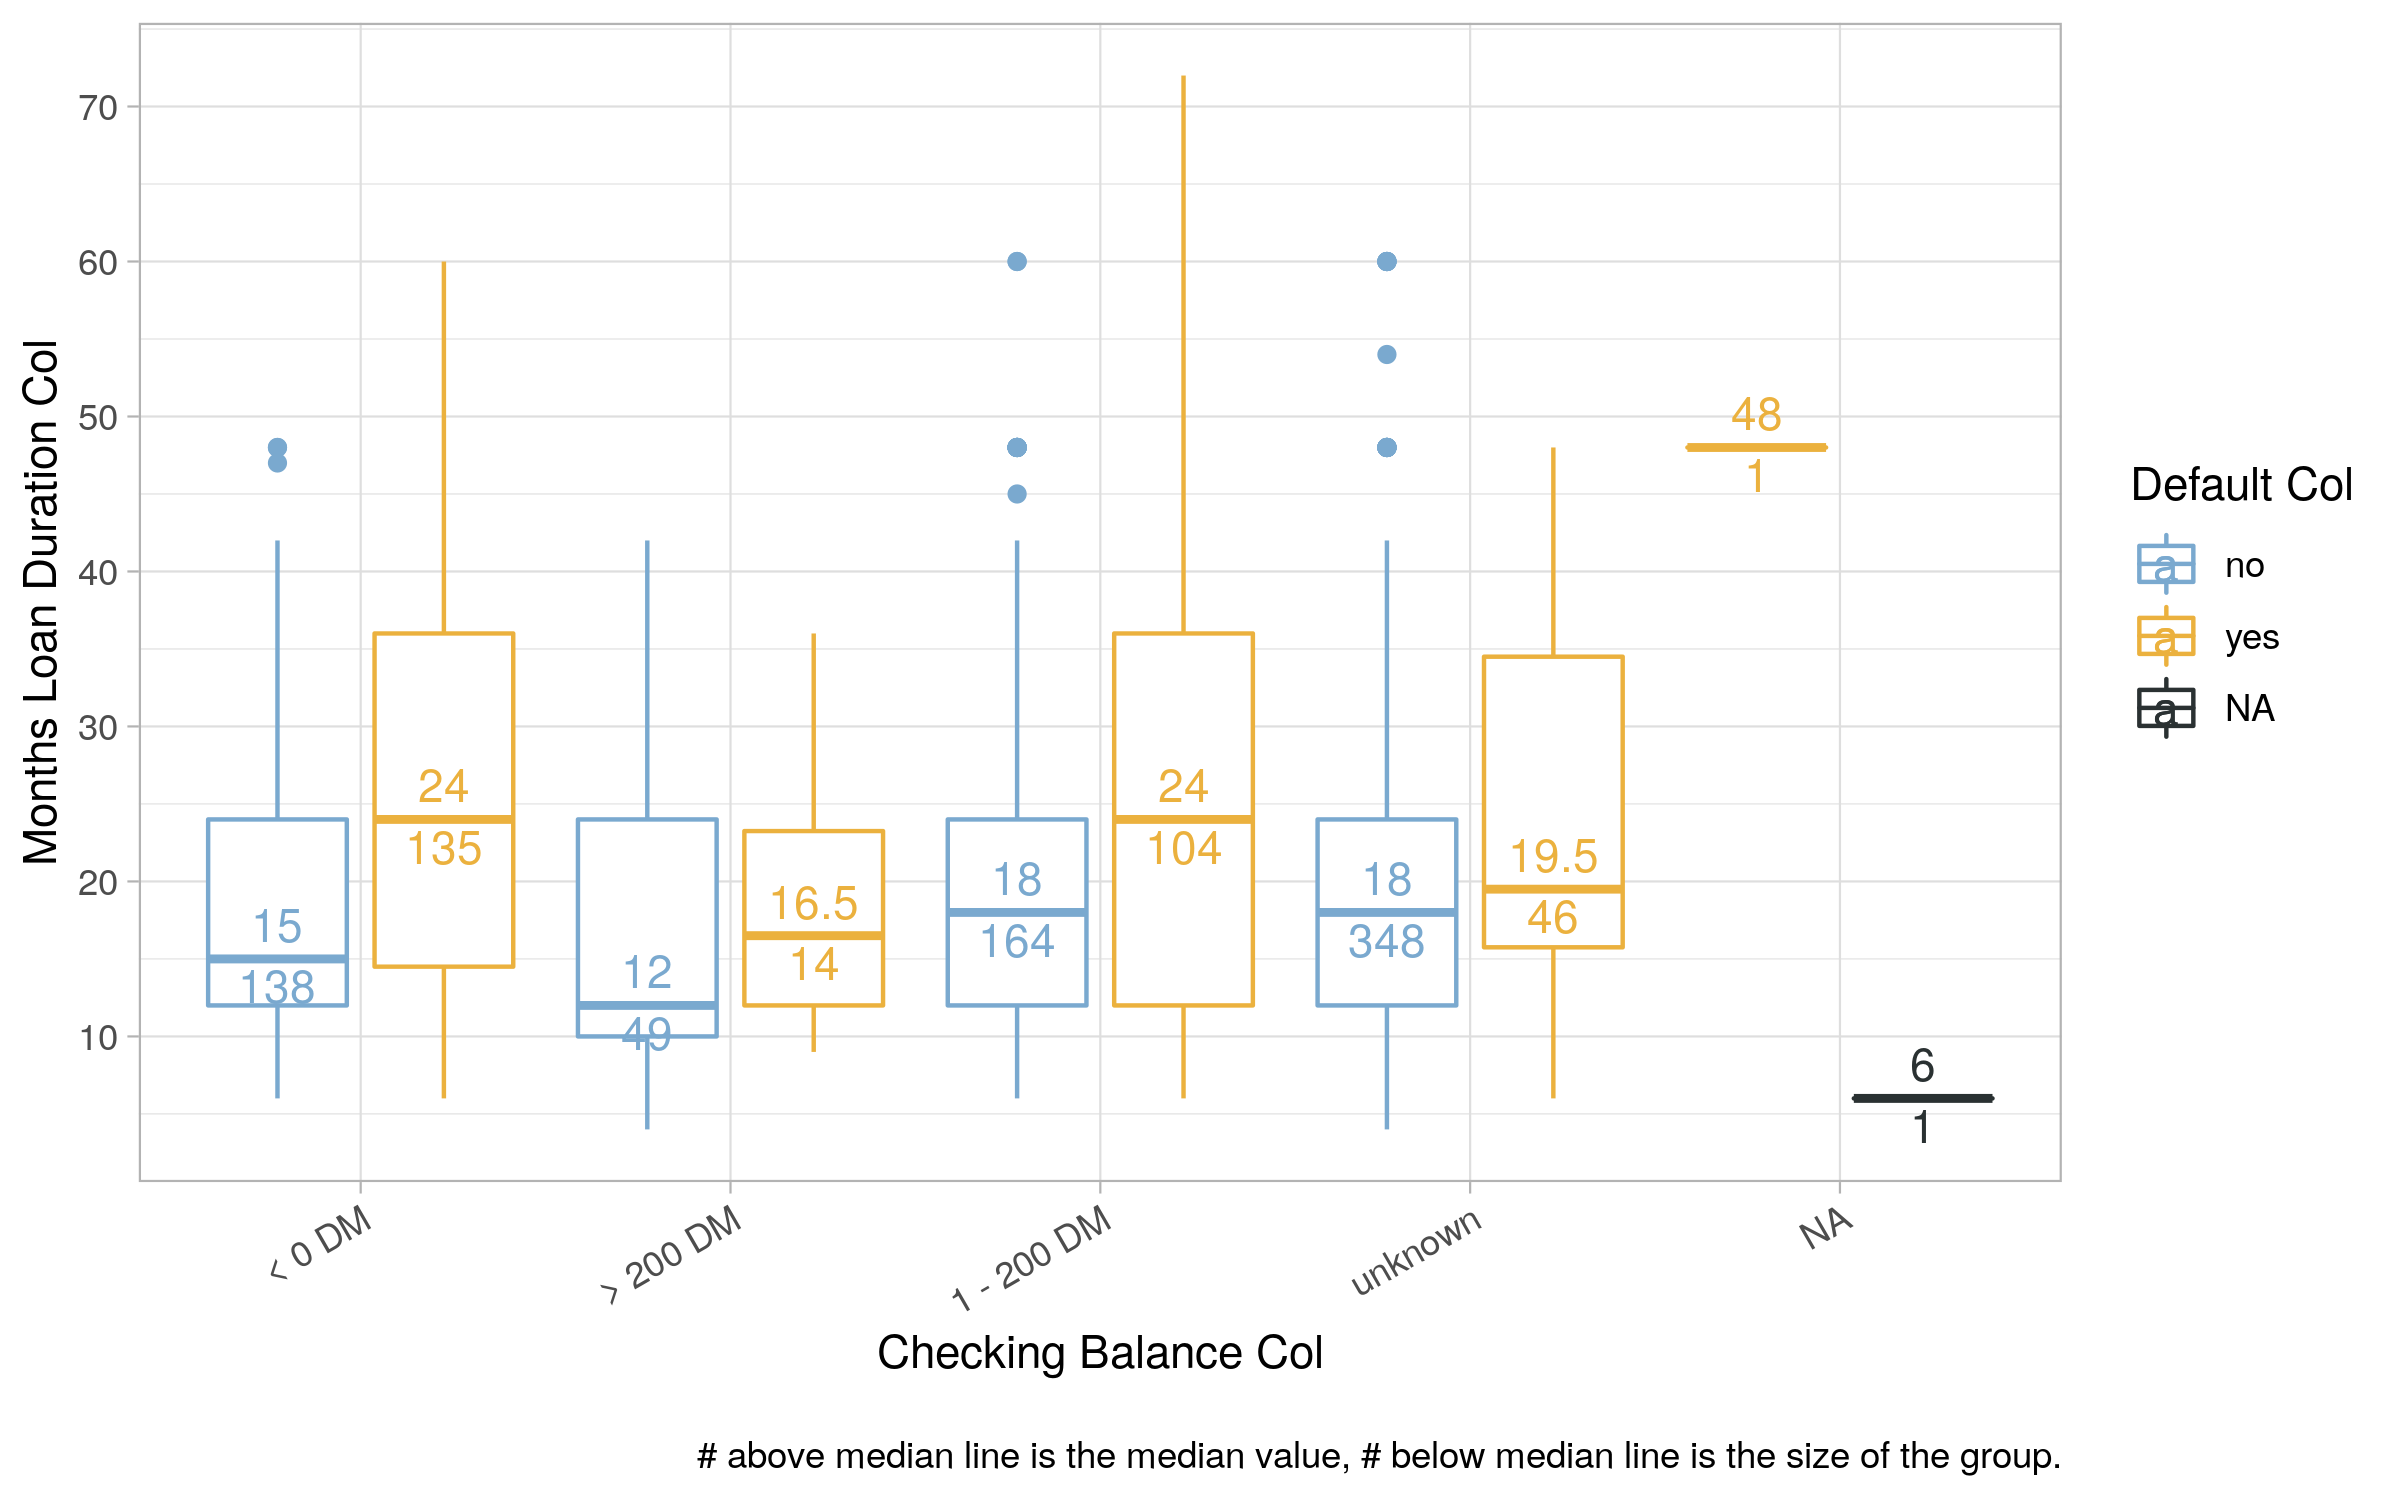 Months Loan Duration Col
70
60
50
40
30
20
10
15
138
24
135
12
49
16.5
14
18
164
24
104
18
348
19.5
46
48
1
6
1
< 0 DM
> 200 DM
1 - 200 DM
unknown
NA
Checking Balance Col
Default Col
a no
a yes
a NA
# above median line is the median value, # below median line is the size of the group.